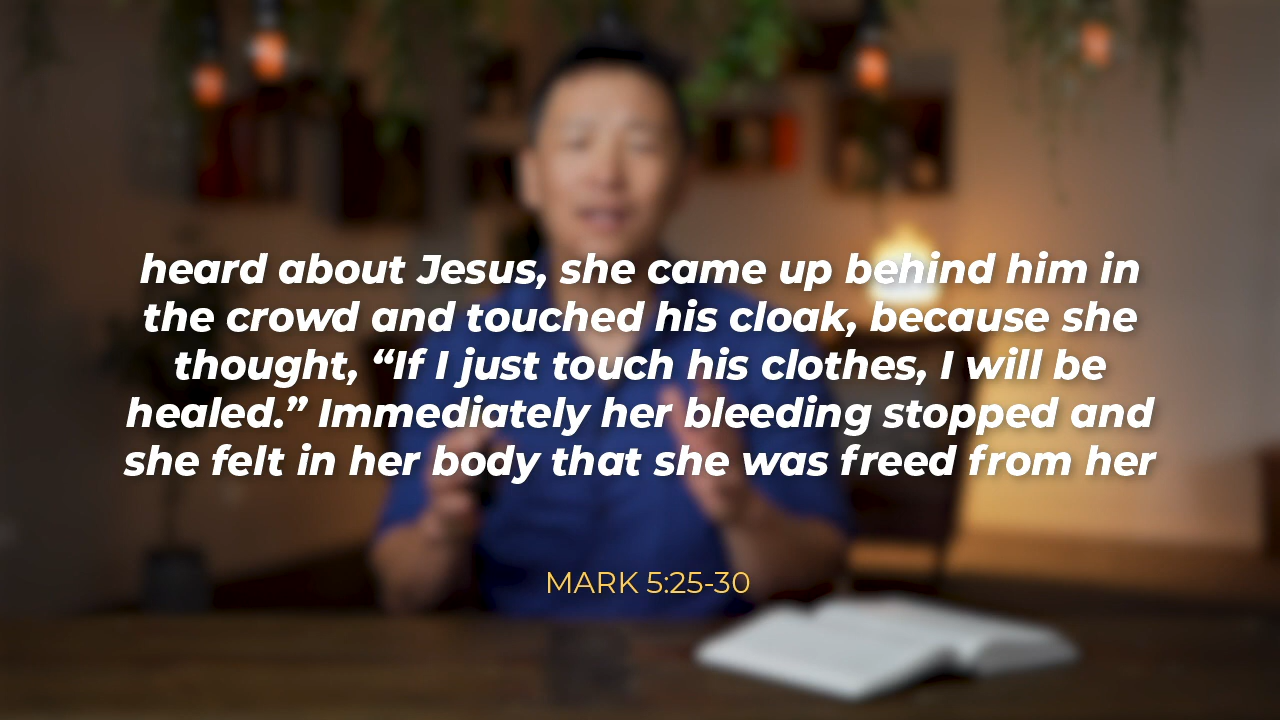 heard about Jesus, she came up behind him in
the crowd and touched his cloak, because she
thought, “If I just touch his clothes, I will be
healed.” Immediately her bleeding stopped and
she felt in her body that she was freed from her
MARK 5:25-30